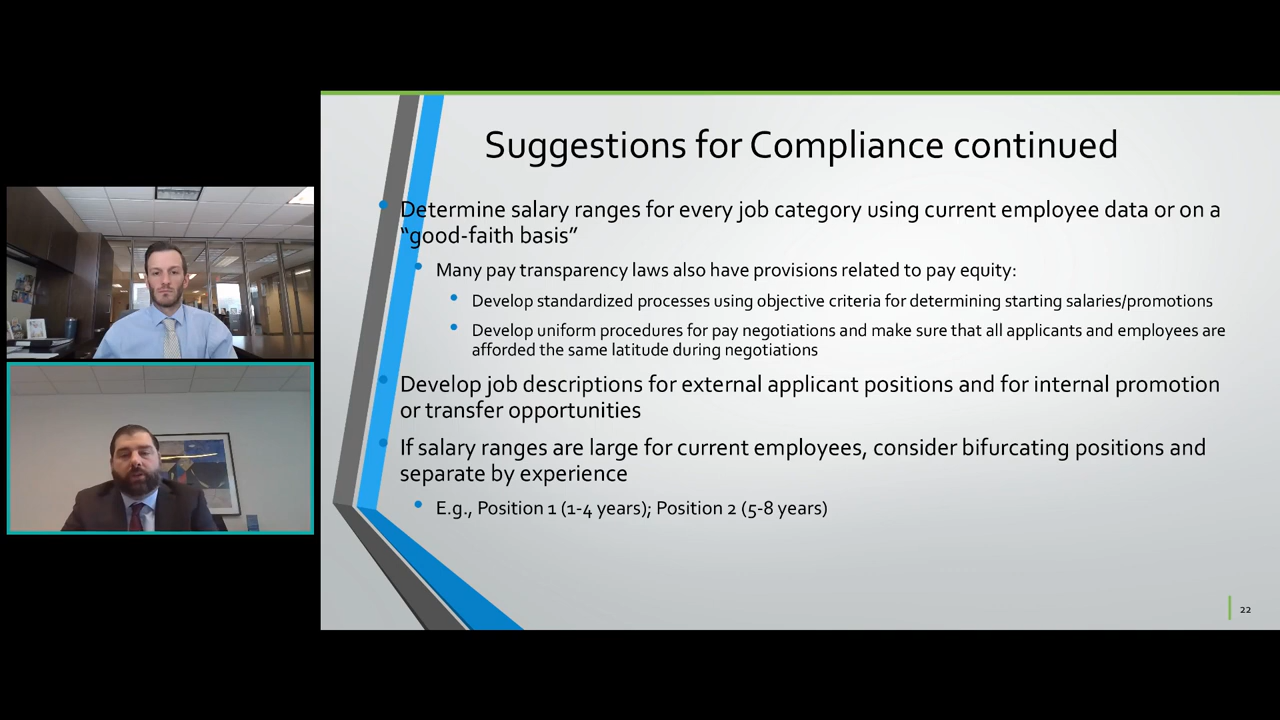 Suggestions for Compliance continued
Determine salary ranges for every job category using current employee data or on a
“good-faith basis”
Many pay transparency laws also have provisions related to pay equity:
Develop standardized processes using objective criteria for determining starting salaries/promotions
Develop uniform procedures for pay negotiations and make sure that all applicants and employees are
afforded the same latitude during negotiations
Develop job descriptions for external applicant positions and for internal promotion
or transfer opportunities
If salary ranges are large for current employees, consider bifurcating positions and
separate by experience
E.g., Position 1 (1-4 years); Position 2 (5-8 years)
22